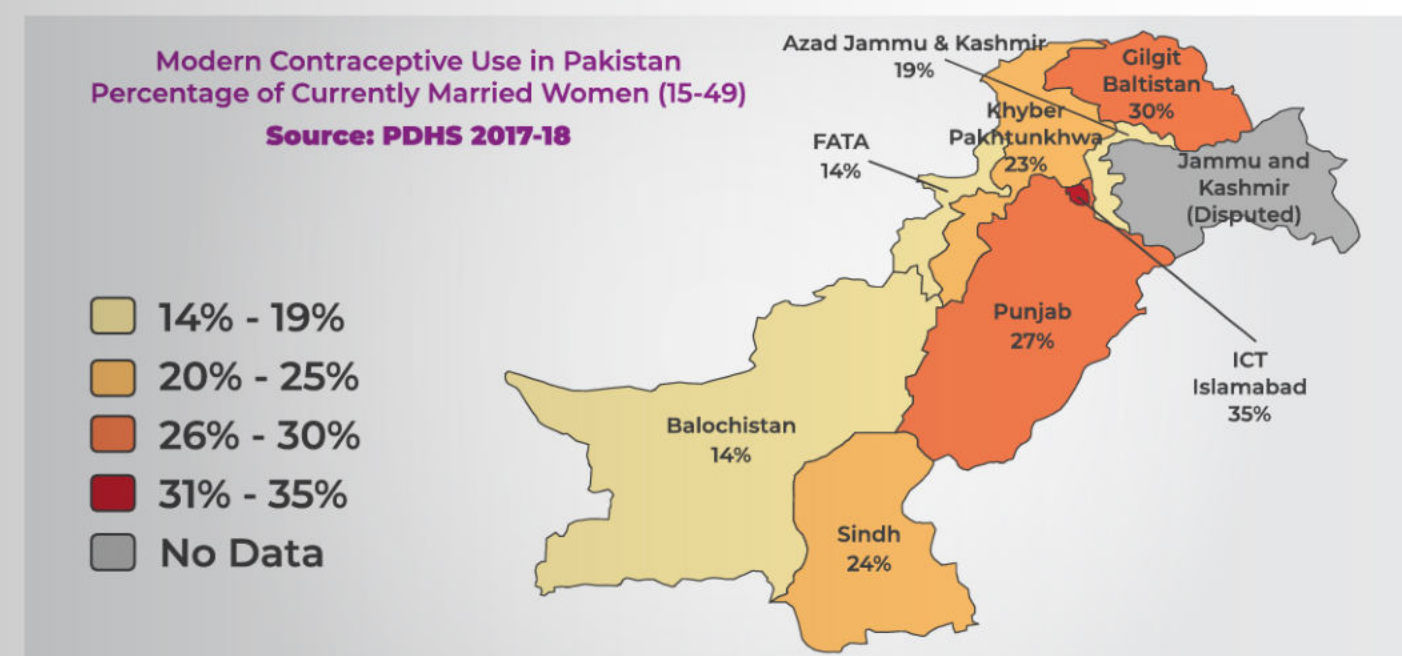 Modern Contraceptive Use in Pakistan
Percentage of Currently Married Women (15-49)
Source: PDHS 2017-18
14% - 19%
20% - 25%
26% - 30%
31% - 35%
No Data
Azad Jammu & Kashmir
19%
Gilgit
Baltistan
30%
Khyber
Pakhtunkhwa
23%
FATA
14%
Jammu and
Kashmir
(Disputed)
Punjab
27%
ICT
Islamabad
35%
Balochistan
14%
Sindh
24%